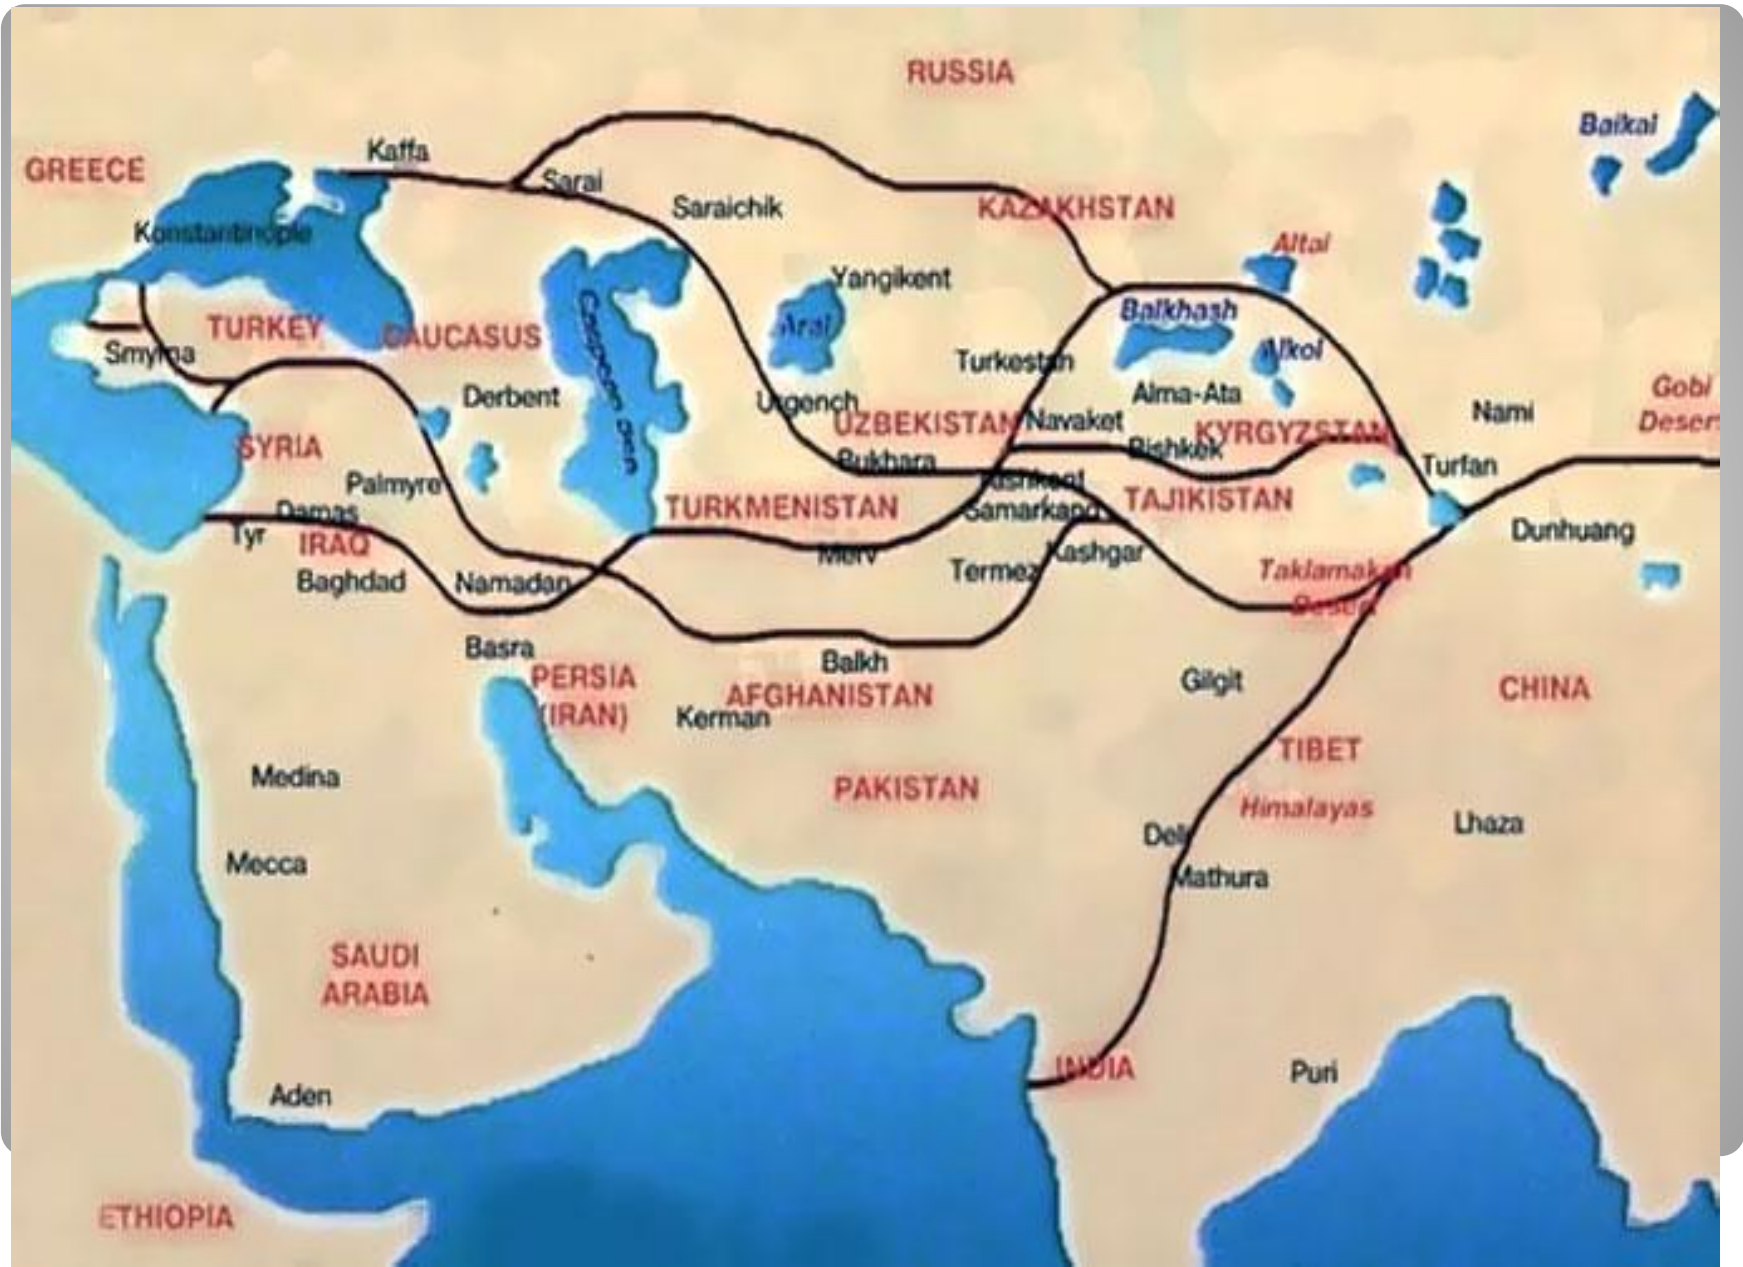 RUSSIA
Baikal
Kaffa
GREECE
Sarai
Saraichik
KAZAKHSTAN
Konstantinople
Altai
Yangikent
Balkhash
TURKEY
CAUCASUS
Aral
Smyrna
Alkol
Turkestan
Caspean
Derbent
Alma-Ata
Gobi
Desert
Urgench
UZBEKISTAN
Navaket
Nami
KYRGYZSTAN
SYRIA
Bishkek
Bukhara
Turfan
Palmyre
Tashkent
TURKMENISTAN
TAJIKISTAN
Damas
Samarkand
Tyr
IRAQ
Dunhuang
Merv
Kashgar
Baghdad
Namadan
Termez
Taklamakan
Desert
Basra
Balkh
PERSIA
(IRAN)
Gilgit
CHINA
AFGHANISTAN
Kerman
TIBET
Medina
PAKISTAN
Himalayas
Lhaza
Deli
Mecca
Mathura
SAUDI
ARABIA
INDIA
Puri
Aden
ETHIOPIA